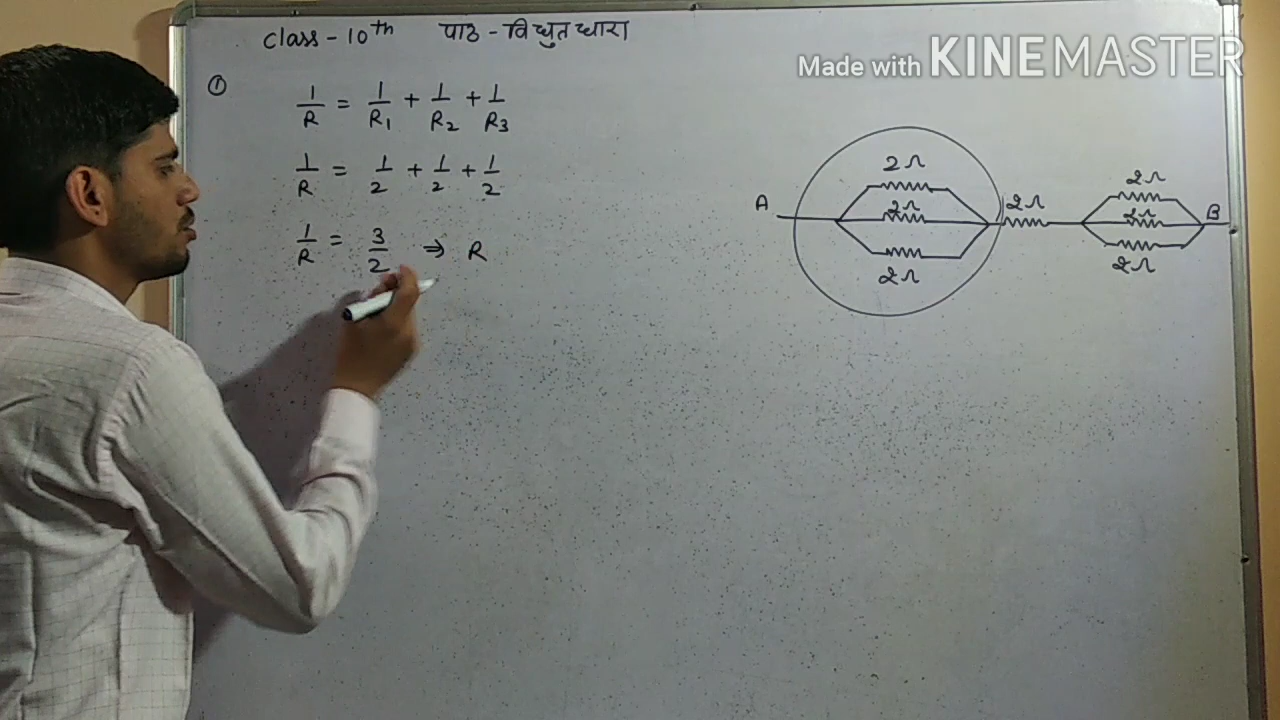 Class - 10th पाठ - विधुत धारा
Made with KINEMASTER
①
1/R = 1/R₁ + 1/R₂ + 1/R₃
1/R = 1/2 + 1/2 + 1/2
1/R = 3/2 ⇒ R
A
2Ω
2Ω
2Ω
2Ω
2Ω
2Ω
2Ω
B